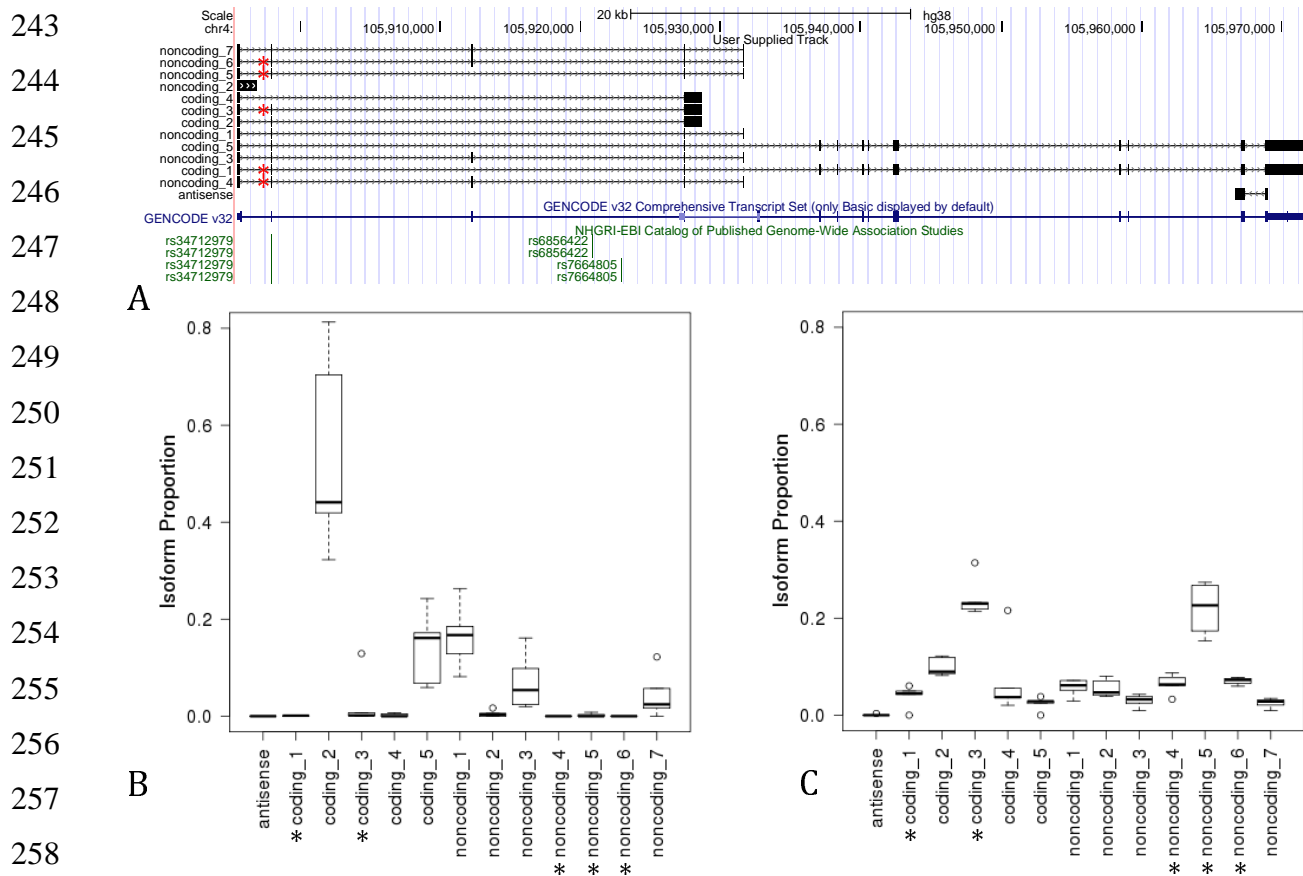 243
244
245
246
247
248
249
250
251
252
253
254
255
256
257
258
Scale 20 kb hg38
chr4: 105,910,000 105,920,000 105,930,000 105,940,000 105,950,000 105,960,000 105,970,000
User Supplied Track
noncoding_7
noncoding_6 *
noncoding_5 *
noncoding_2
coding_4
coding_3 *
coding_2
noncoding_1
coding_5
noncoding_3
coding_1 *
noncoding_4 *
antisense
GENCODE v32 Comprehensive Transcript Set (only Basic displayed by default)
GENCODE v32
NHGRI-EBI Catalog of Published Genome-Wide Association Studies
rs34712979 rs6856422
rs34712979 rs6856422
rs34712979 rs7664805
rs34712979 rs7664805
A
Isoform Proportion
0.8
0.6
0.4
0.2
0.0
antisense
* coding_1
coding_2
* coding_3
coding_4
coding_5
noncoding_1
noncoding_2
noncoding_3
* noncoding_4
* noncoding_5
* noncoding_6
noncoding_7
B
Isoform Proportion
0.8
0.6
0.4
0.2
0.0
antisense
* coding_1
coding_2
* coding_3
coding_4
coding_5
noncoding_1
noncoding_2
noncoding_3
* noncoding_4
* noncoding_5
* noncoding_6
noncoding_7
C